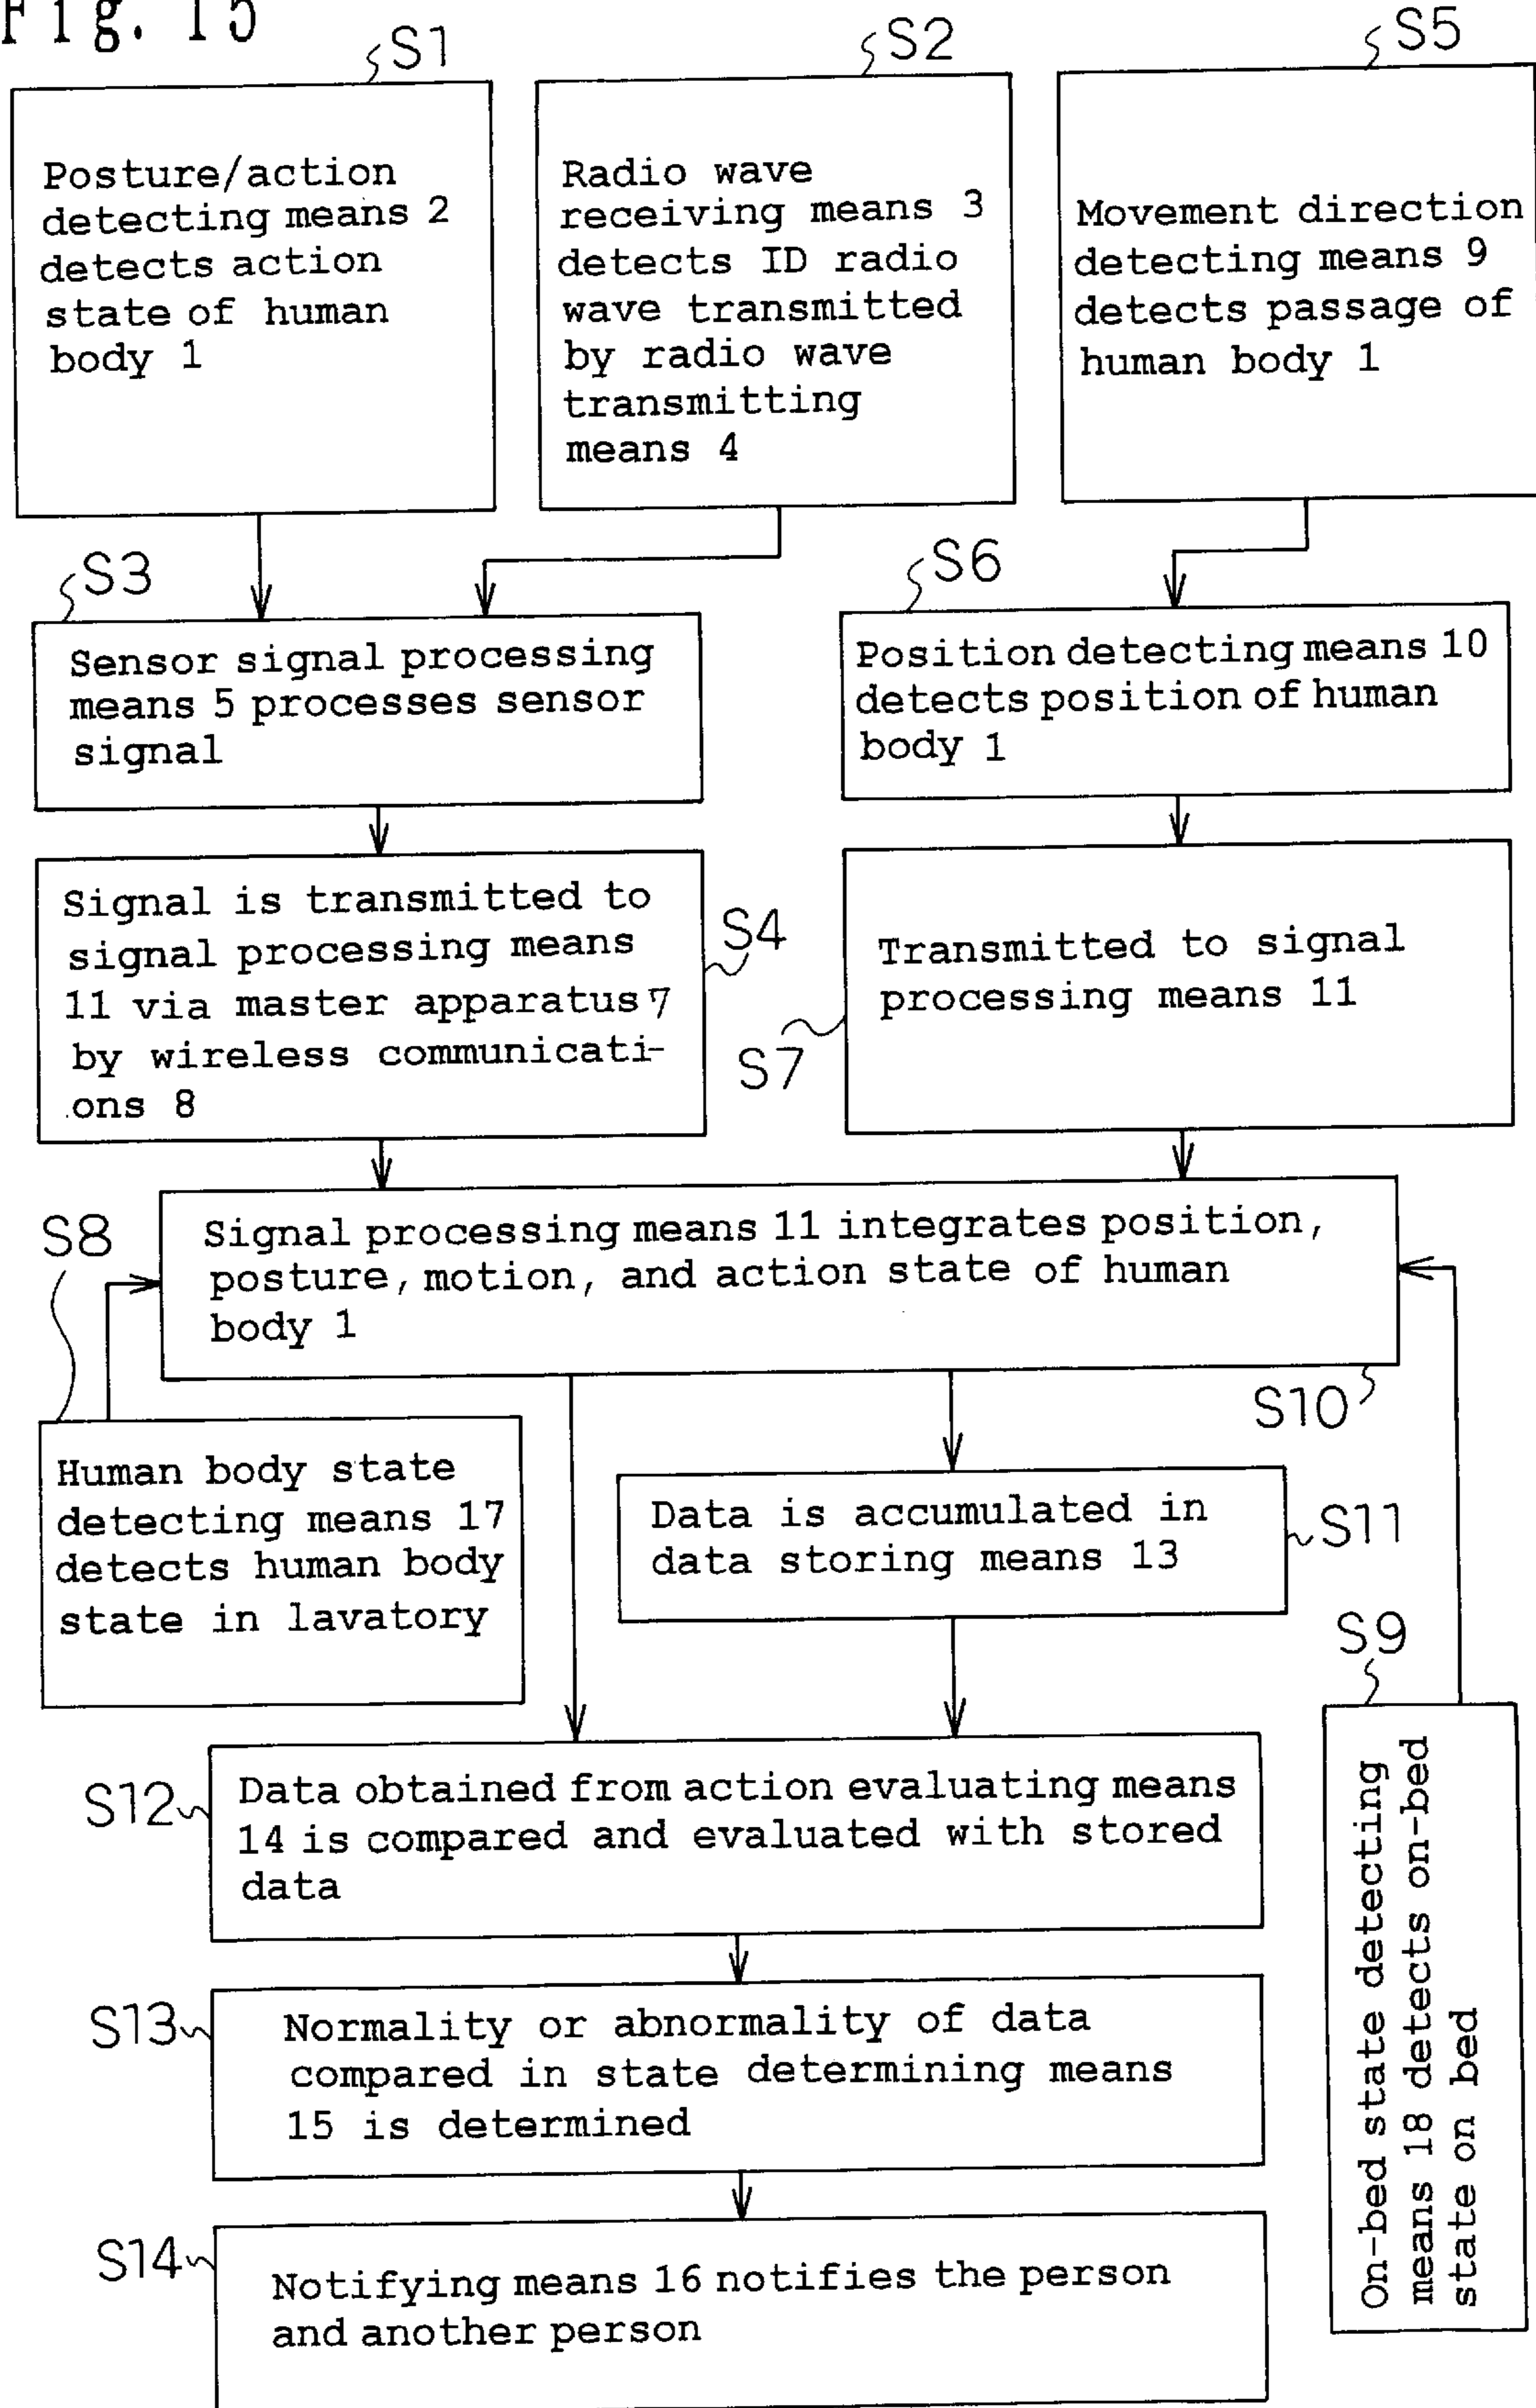 Fig. 15
S1
Posture/action
detecting means 2
detects action
state of human
body 1
S2
Radio wave
receiving means 3
detects ID radio
wave transmitted
by radio wave
transmitting
means 4
S5
Movement direction
detecting means 9
detects passage of
human body 1
S3
Sensor signal processing
means 5 processes sensor
signal
S6
Position detecting means 10
detects position of human
body 1
S4
Signal is transmitted to
signal processing means
11 via master apparatus 7
by wireless communicati-
ons 8
S7
Transmitted to signal
processing means 11
S8
Signal processing means 11 integrates position,
posture, motion, and action state of human
body 1
S10
Human body state
detecting means 17
detects human body
state in lavatory
Data is accumulated in
data storing means 13
S11
S9
On-bed state detecting
means 18 detects on-bed
state on bed
S12
Data obtained from action evaluating means
14 is compared and evaluated with stored
data
S13
Normality or abnormality of data
compared in state determining means
15 is determined
S14
Notifying means 16 notifies the person
and another person